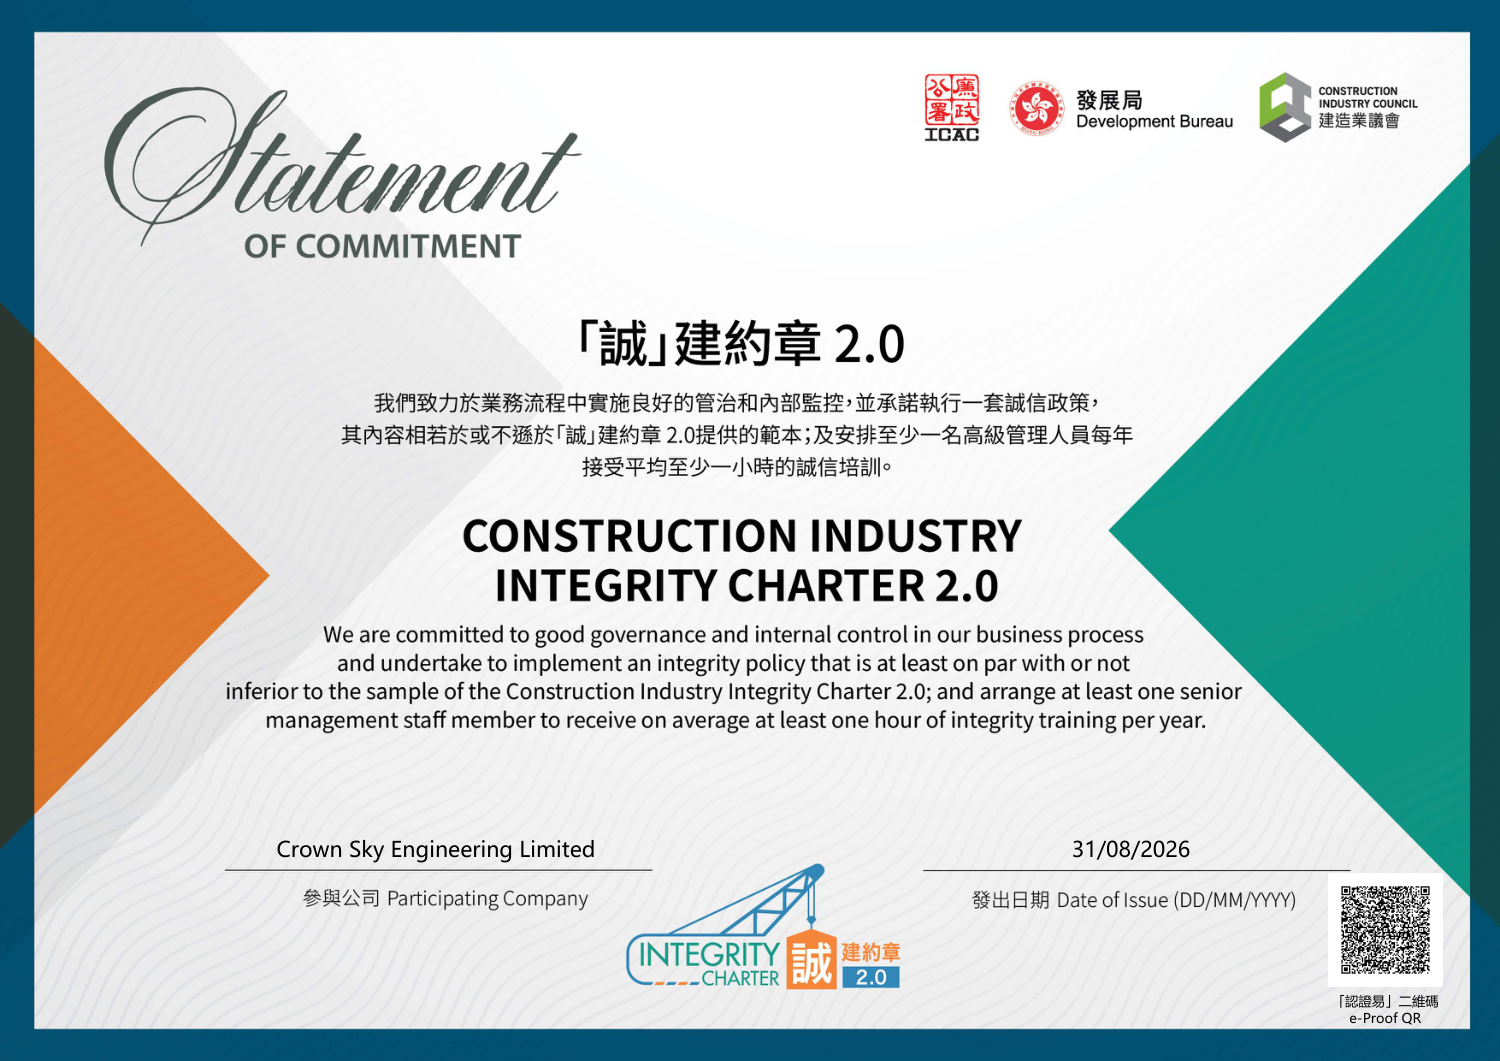 Statement
OF COMMITMENT
廉政公署
ICAC
發展局
Development Bureau
CONSTRUCTION
INDUSTRY COUNCIL
建造業議會
「誠」建約章 2.0
我們致力於業務流程中實施良好的管治和內部監控，並承諾執行一套誠信政策，
其內容相若於或不遜於「誠」建約章 2.0提供的範本；及安排至少一名高級管理人員每年
接受平均至少一小時的誠信培訓。
CONSTRUCTION INDUSTRY
INTEGRITY CHARTER 2.0
We are committed to good governance and internal control in our business process
and undertake to implement an integrity policy that is at least on par with or not
inferior to the sample of the Construction Industry Integrity Charter 2.0; and arrange at least one senior
management staff member to receive on average at least one hour of integrity training per year.
Crown Sky Engineering Limited
參與公司 Participating Company
31/08/2026
發出日期 Date of Issue (DD/MM/YYYY)
INTEGRITY
CHARTER
誠
建約章
2.0
「認證易」二維碼
e-Proof QR